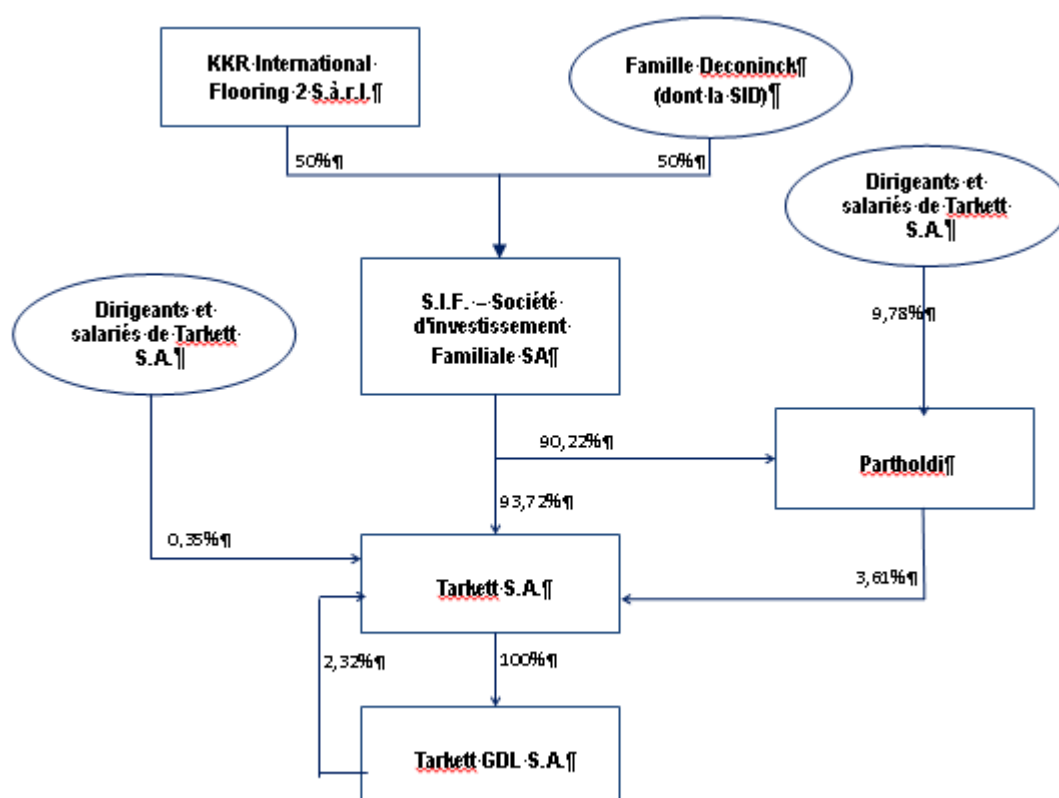 KKR·International·
Flooring·2·S.à.r.l.¶
Famille·Deconinck¶
(dont·la·SID)¶
50%¶
50%¶
Dirigeants·et·
salariés·de·Tarkett·
S.A.¶
9,78%¶
S.I.F.·–·Société·
d'investissement·
Familiale·SA¶
Dirigeants·et·
salariés·de·Tarkett·
S.A.¶
90,22%¶
Partholdi¶
93,72%¶
0,35%¶
Tarkett·S.A.¶
3,61%¶
2,32%¶
100%¶
Tarkett·GDL·S.A.¶